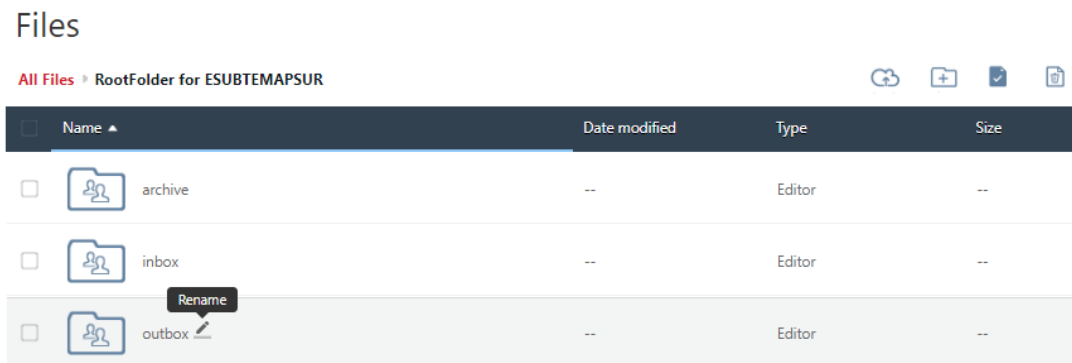 Files
All Files RootFolder for ESUBTEMAPSUR
Name Date modified Type Size
archive -- Editor --
inbox -- Editor --
Rename
outbox -- Editor --